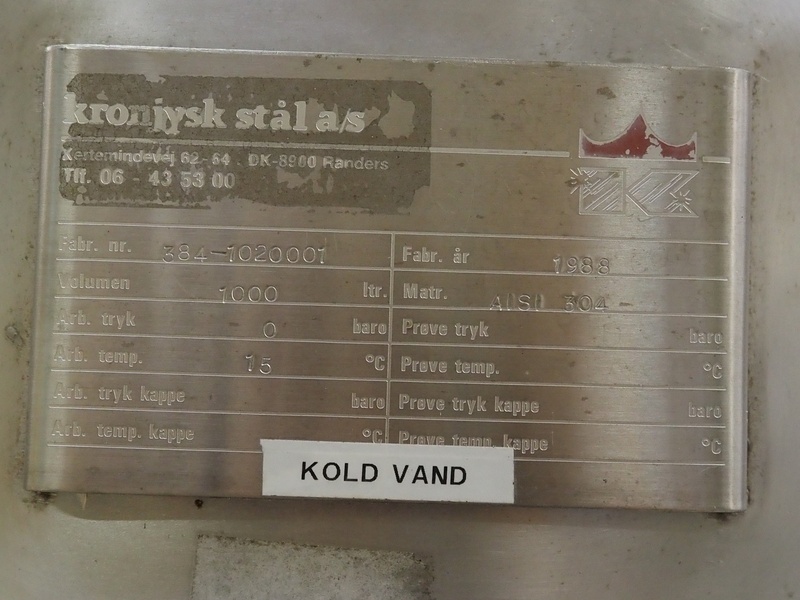 kronjysk stål a/s
Kertemindevej 62-64 DK-8900 Randers
Tlf. 06 - 43 53 00
Fabr. nr. 384-1020001 Fabr. år 1988
Volumen 1000 ltr. Matr. AISI 304
Arb. tryk 0 baro Prøve tryk baro
Arb. temp. 15 °C Prøve temp. °C
Arb. tryk kappe baro Prøve tryk kappe baro
Arb. temp. kappe °C Prøve temp. kappe °C
KOLD VAND